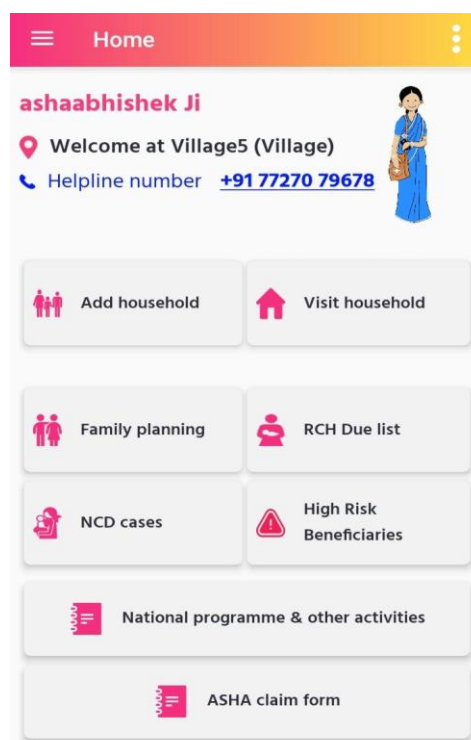 Home
ashaabhishek Ji
Welcome at Village5 (Village)
Helpline number +91 77270 79678
Add household
Visit household
Family planning
RCH Due list
NCD cases
High Risk
Beneficiaries
National programme & other activities
ASHA claim form